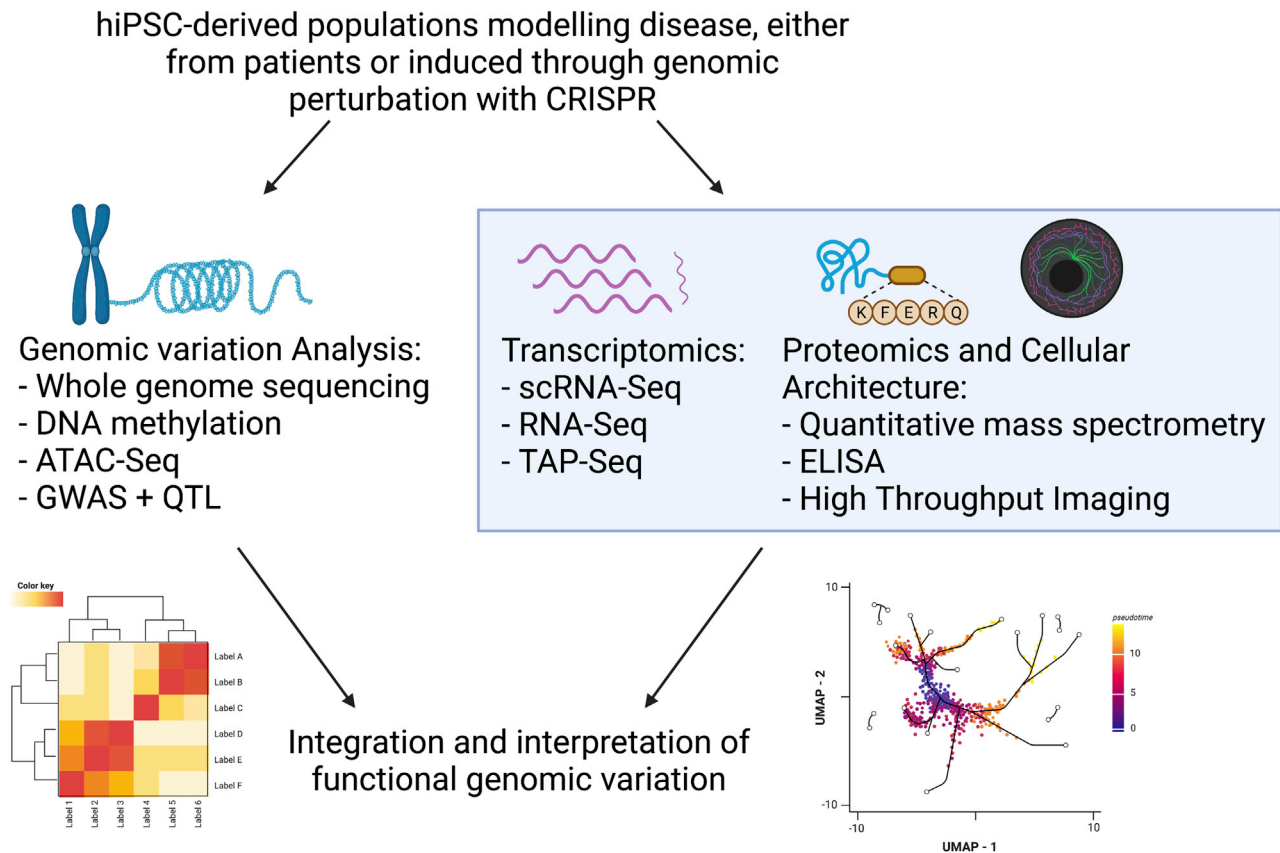 hiPSC-derived populations modelling disease, either
from patients or induced through genomic
perturbation with CRISPR
Genomic variation Analysis:
- Whole genome sequencing
- DNA methylation
- ATAC-Seq
- GWAS + QTL
K F E R Q
Transcriptomics:
- scRNA-Seq
- RNA-Seq
- TAP-Seq
Proteomics and Cellular
Architecture:
- Quantitative mass spectrometry
- ELISA
- High Throughput Imaging
Color key
Label A
Label B
Label C
Label D
Label E
Label F
Label 1
Label 2
Label 3
Label 4
Label 5
Label 6
Integration and interpretation of
functional genomic variation
10
-10
UMAP - 2
-10
10
UMAP - 1
pseudotime
10
5
0